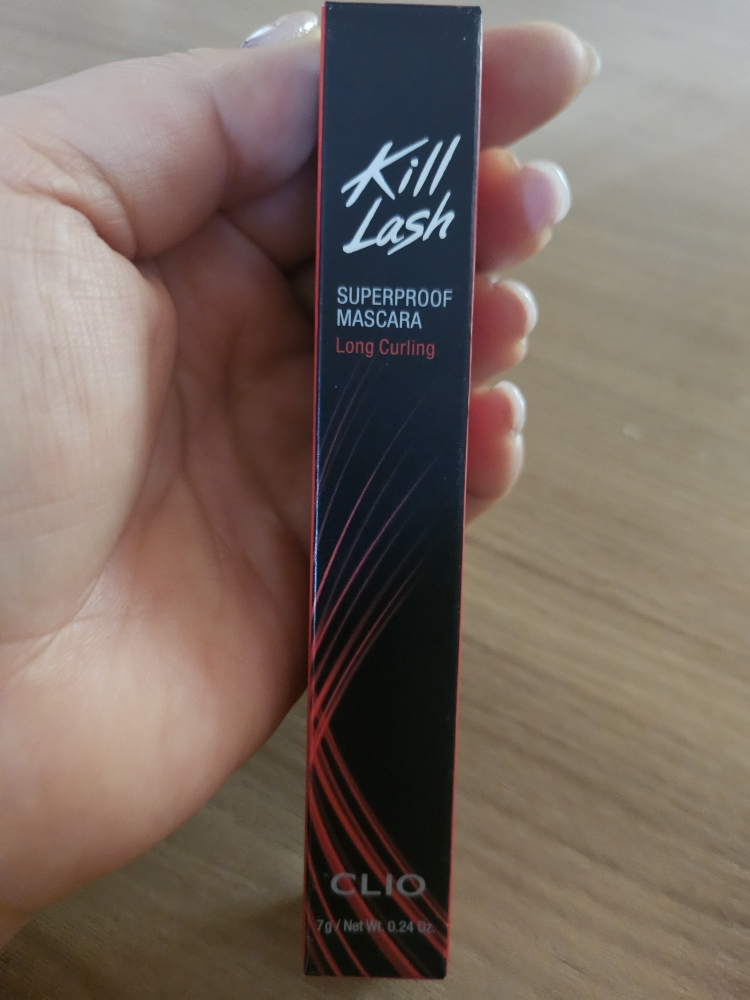 Kill
Lash
SUPERPROOF
MASCARA
Long Curling
CLIO
7g / Net Wt. 0.24 Oz.